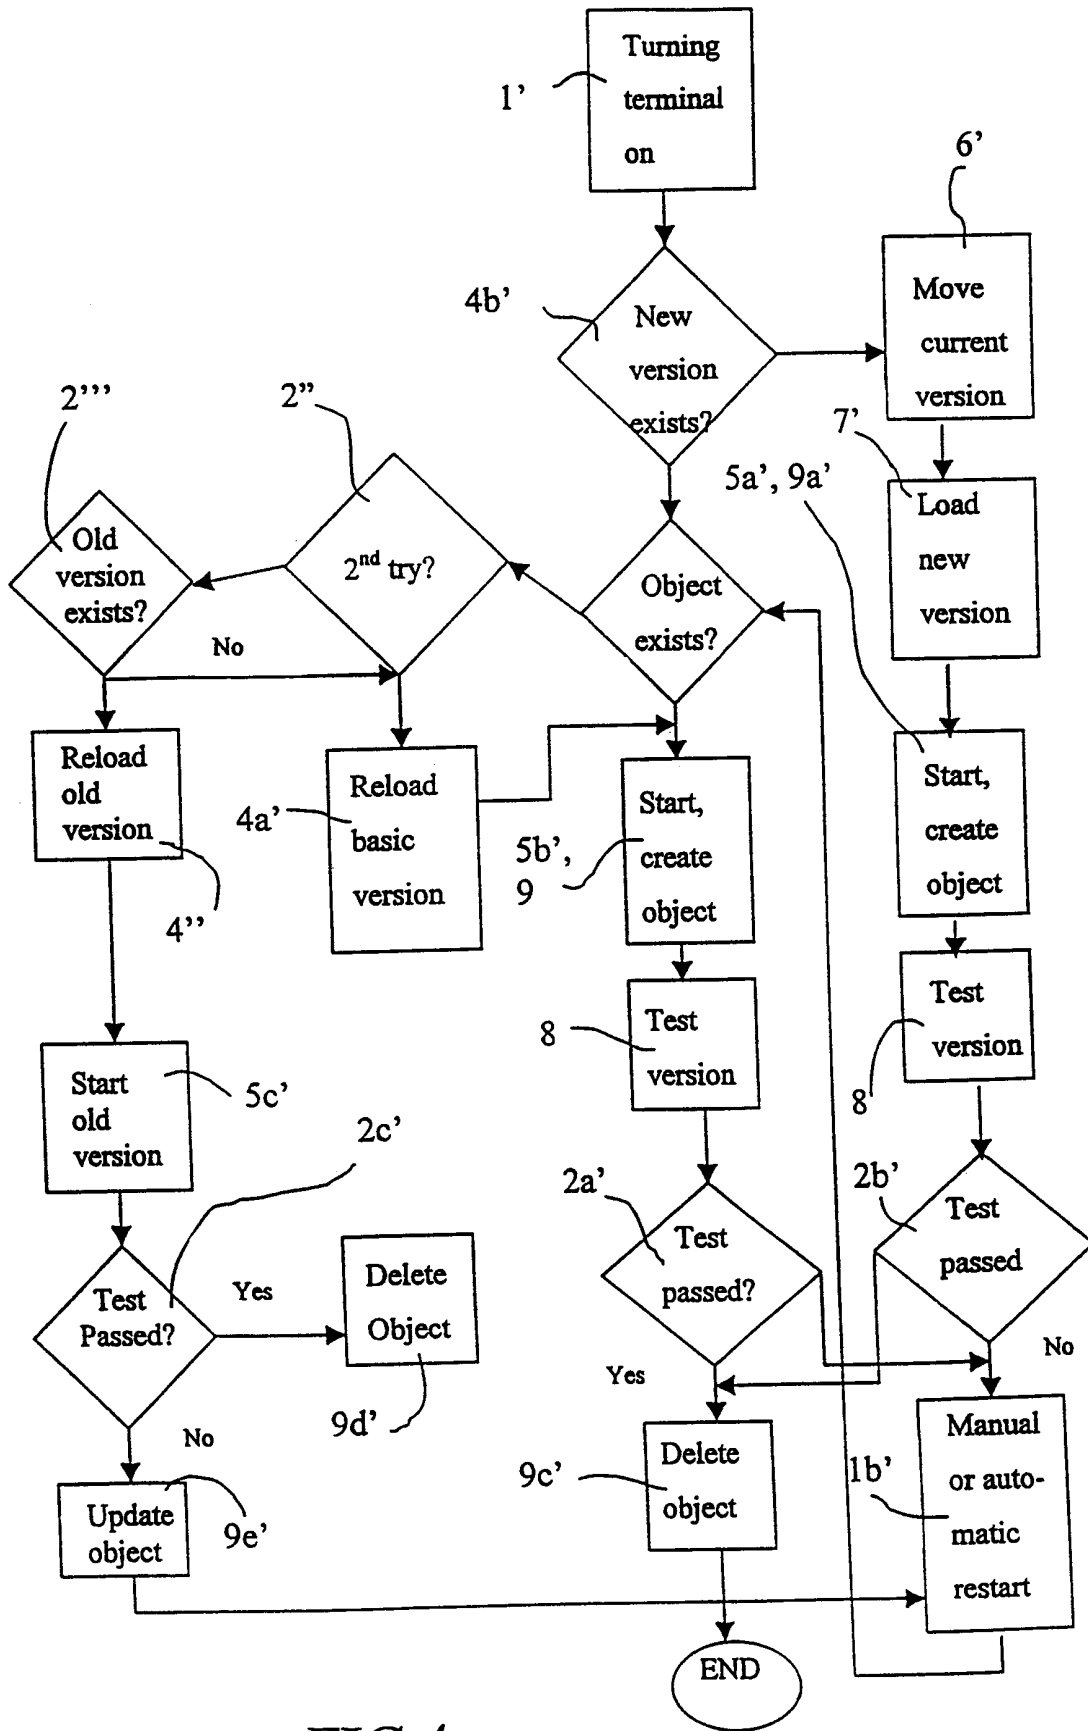 Turning
terminal
on
1’
6’
Move
current
version
4b’
New
version
exists?
2’’’
2”
7’
5a’, 9a’
Load
new
version
Old
version
exists?
2nd try?
Object
exists?
No
Reload
old
version
4a’
Reload
basic
version
5b’,
9
Start,
create
object
Start,
create
object
4’’
8
Test
version
Test
version
8
Start
old
version
5c’
2c’
2a’
2b’
Test
passed?
Test
passed
Test
Passed?
Yes
Delete
Object
No
Yes
9d’
No
Update
object
9e’
9c’
Delete
object
1b’
Manual
or auto-
matic
restart
END